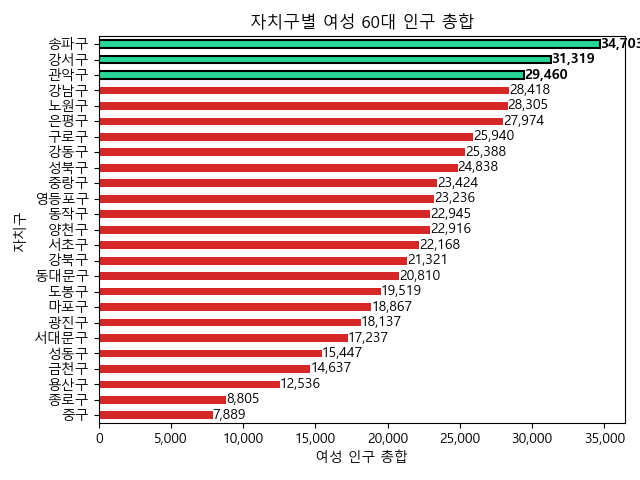 자치구별 여성 60대 인구 총합
송파구 34,703
강서구 31,319
관악구 29,460
강남구 28,418
노원구 28,305
은평구 27,974
구로구 25,940
강동구 25,388
성북구 24,838
중랑구 23,424
영등포구 23,236
동작구 22,945
양천구 22,916
서초구 22,168
강북구 21,321
동대문구 20,810
도봉구 19,519
마포구 18,867
광진구 18,137
서대문구 17,237
성동구 15,447
금천구 14,637
용산구 12,536
종로구 8,805
중구 7,889
자치구
0 5,000 10,000 15,000 20,000 25,000 30,000 35,000
여성 인구 총합